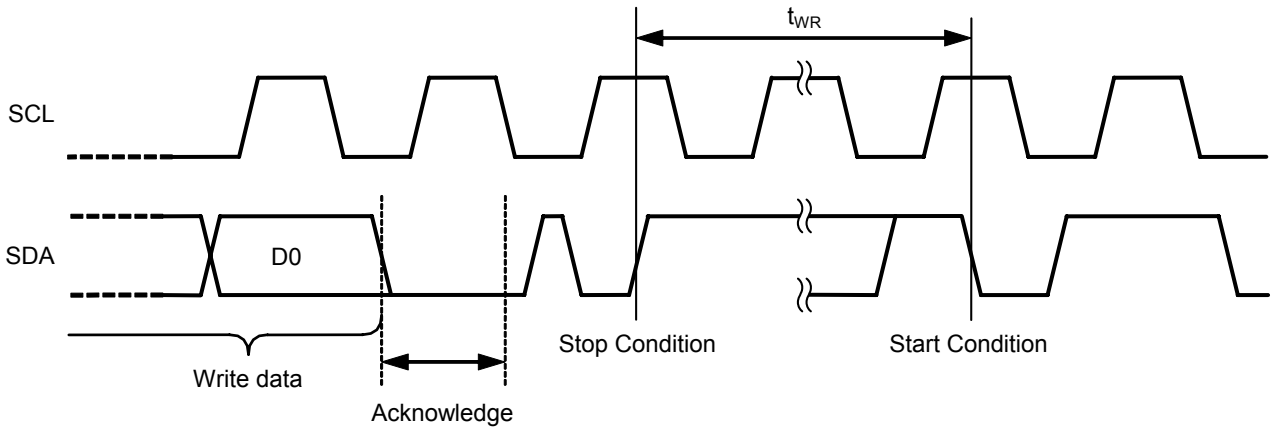 tWR
SCL
SDA
D0
Stop Condition
Start Condition
Write data
Acknowledge